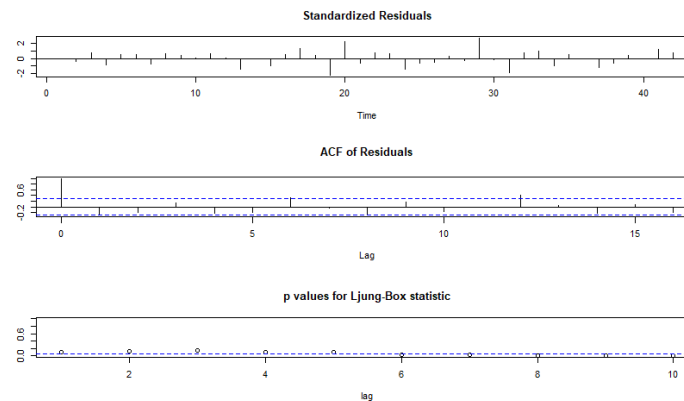 Standardized Residuals
2
0
-2
0 10 20 30 40
Time
ACF of Residuals
0.6
-0.2
0 5 10 15
Lag
p values for Ljung-Box statistic
0.6
0.0
2 4 6 8 10
lag